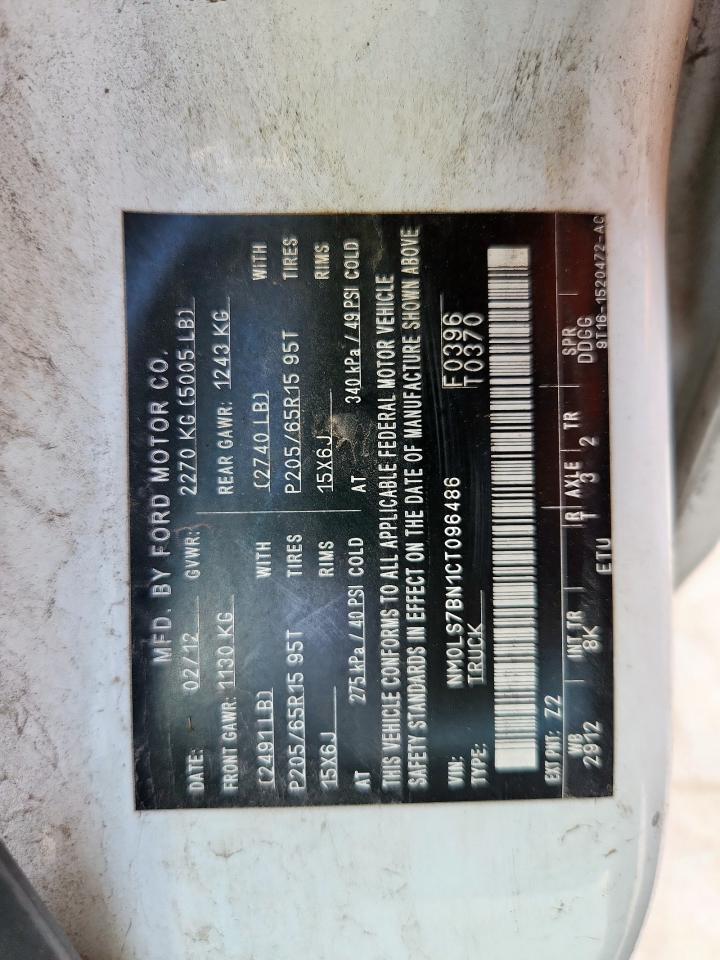 MFD. BY FORD MOTOR CO.
DATE: 02/12 GVWR: 2270 KG (5005 LB)
FRONT GAWR: 1130 KG REAR GAWR: 1243 KG
(2491 LB) WITH (2740 LB) WITH
P205/65R15 95T TIRES P205/65R15 95T TIRES
15X6J RIMS 15X6J RIMS
AT 275 kPa / 40 PSI COLD AT 340 kPa / 49 PSI COLD
THIS VEHICLE CONFORMS TO ALL APPLICABLE FEDERAL MOTOR VEHICLE
SAFETY STANDARDS IN EFFECT ON THE DATE OF MANUFACTURE SHOWN ABOVE
VIN: NM0LS7BN1CT096486 F0396
TYPE: TRUCK T0370
EXT PNT: Z2
WB INT TR R AXLE TR SPR
2912 8K 1 3 2 DDGG
ETU 9T16-1520472-AC